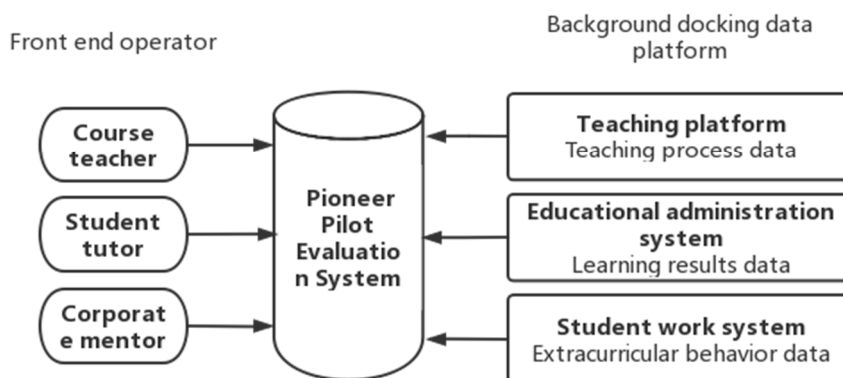 Front end operator
Background docking data
platform
Course
teacher
Student
tutor
Corporat
e mentor
Pioneer
Pilot
Evaluatio
n System
Teaching platform
Teaching process data
Educational administration
system
Learning results data
Student work system
Extracurricular behavior data